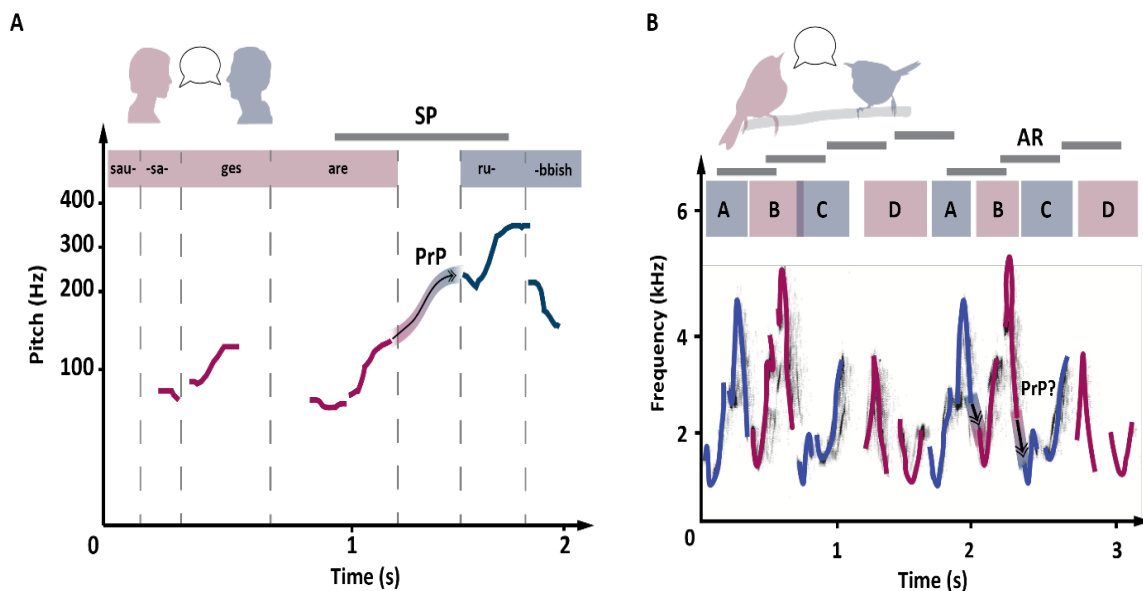 A
SP
sau-
-sa-
ges
are
ru-
-bbish
400
300
200
100
Pitch (Hz)
PrP
0
1
2
Time (s)
B
AR
A
B
C
D
A
B
C
D
6
4
2
Frequency (kHz)
PrP?
0
1
2
3
Time (s)